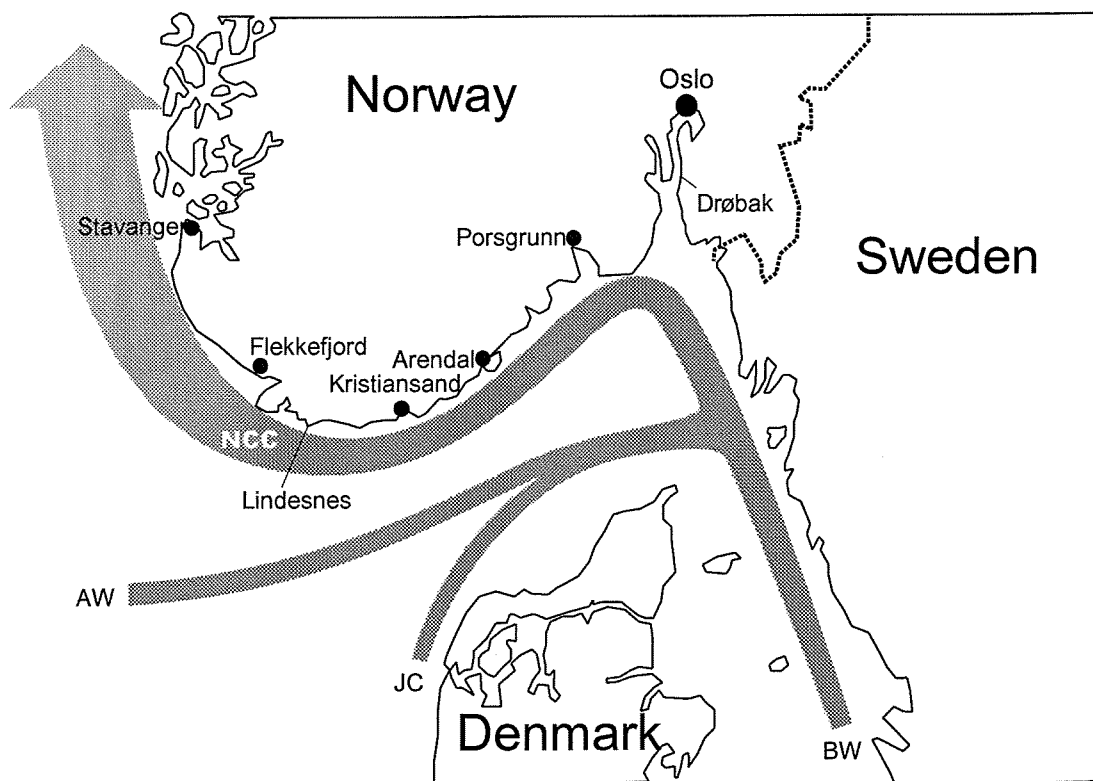 Norway
Oslo
Drøbak
Stavanger
Porsgrunn
Sweden
Flekkefjord
Arendal
Kristiansand
NCC
Lindesnes
AW
JC
Denmark
BW